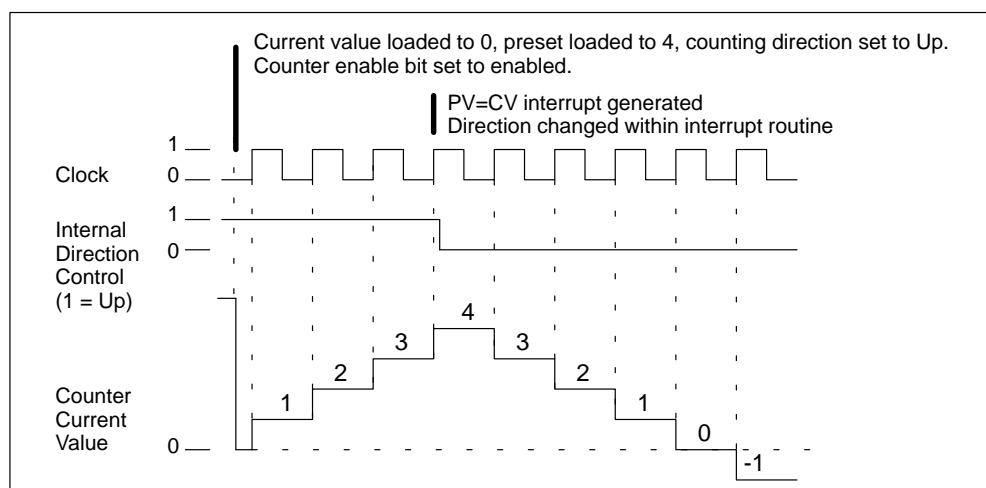 Current value loaded to 0, preset loaded to 4, counting direction set to Up.
Counter enable bit set to enabled.
PV=CV interrupt generated
Direction changed within interrupt routine
1
Clock 0
1
Internal
Direction 0
Control
(1 = Up)
4
3 3
2 2
1 1
Counter
Current
Value 0
0
-1